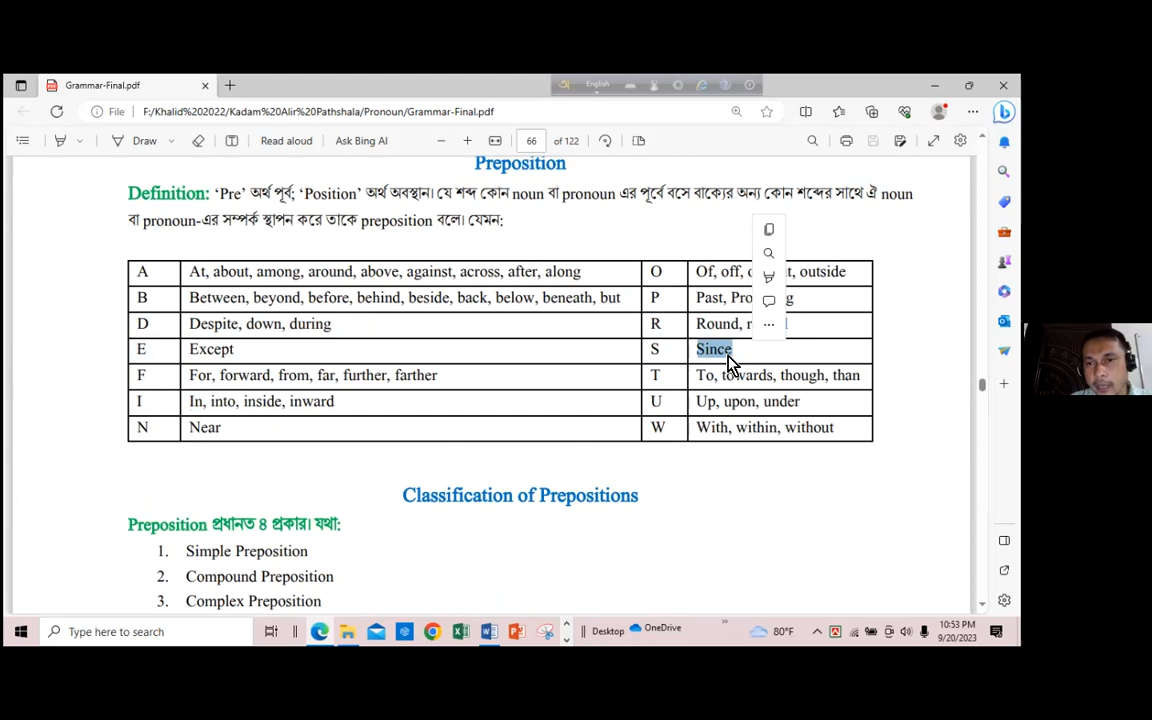 Grammar-Final.pdf
English
File F:/Khalid%202022/Kadam%20Alir%20Pathshala/Pronoun/Grammar-Final.pdf
Draw Read aloud Ask Bing AI 66 of 122
Preposition
Definition: ‘Pre’ অর্থ পূর্ব; ‘Position’ অর্থ অবস্থান। যে শব্দ কোন noun বা pronoun এর পূর্বে বসে বাক্যের অন্য কোন শব্দের সাথে ঐ noun
বা pronoun-এর সম্পর্ক স্থাপন করে তাকে preposition বলে। যেমন:
A At, about, among, around, above, against, across, after, along O Of, off, outside
B Between, beyond, before, behind, beside, back, below, beneath, but P Past,
D Despite, down, during R Round,
E Except S Since
F For, forward, from, far, further, farther T To, towards, though, than
I In, into, inside, inward U Up, upon, under
N Near W With, within, without
Classification of Prepositions
Preposition প্রধানত ৪ প্রকার। যথা:
1. Simple Preposition
2. Compound Preposition
3. Complex Preposition
Type here to search Desktop OneDrive 80°F 10:53 PM
9/20/2023